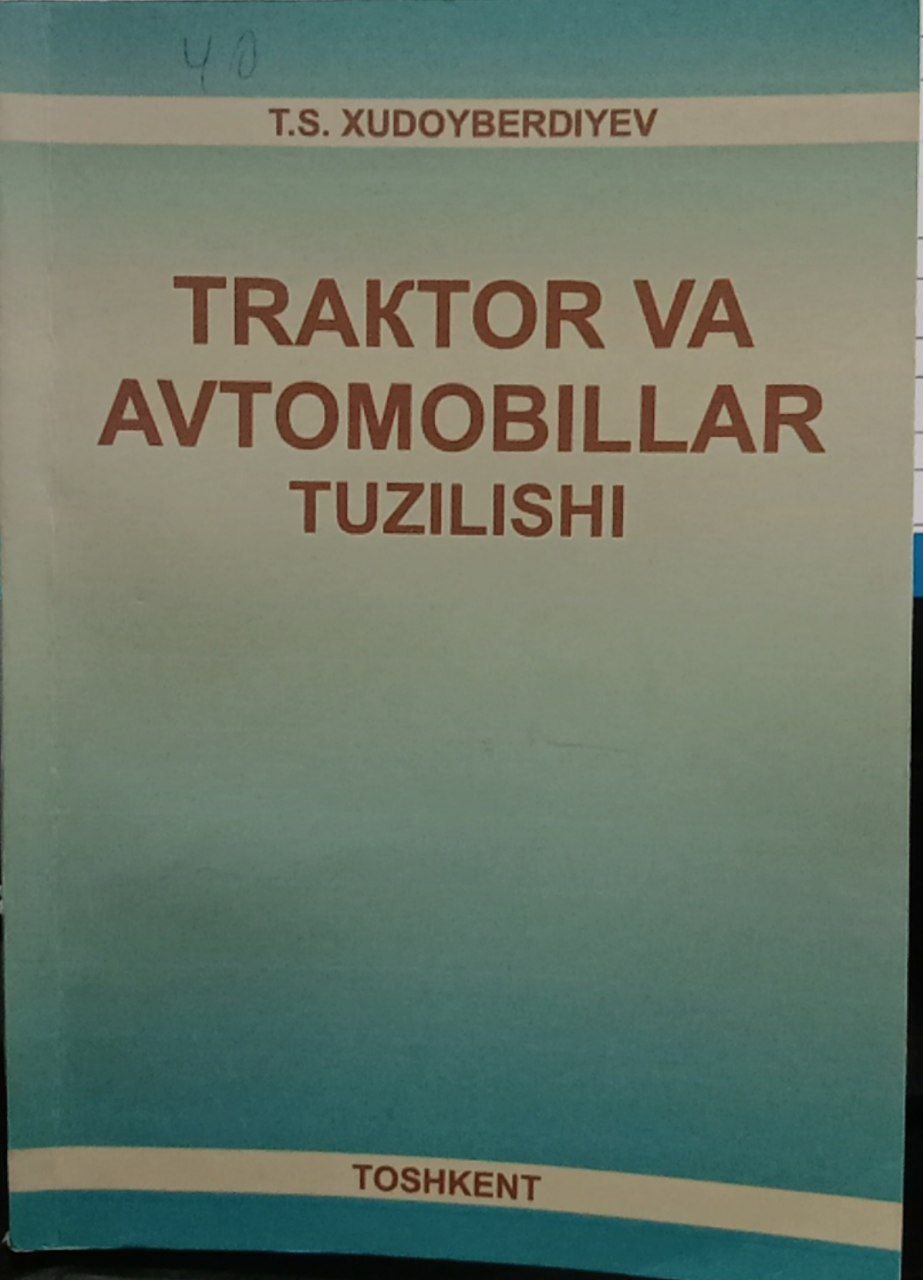 40
T.S. XUDOYBERDIYEV
TRAKTOR VA
AVTOMOBILLAR
TUZILISHI
TOSHKENT